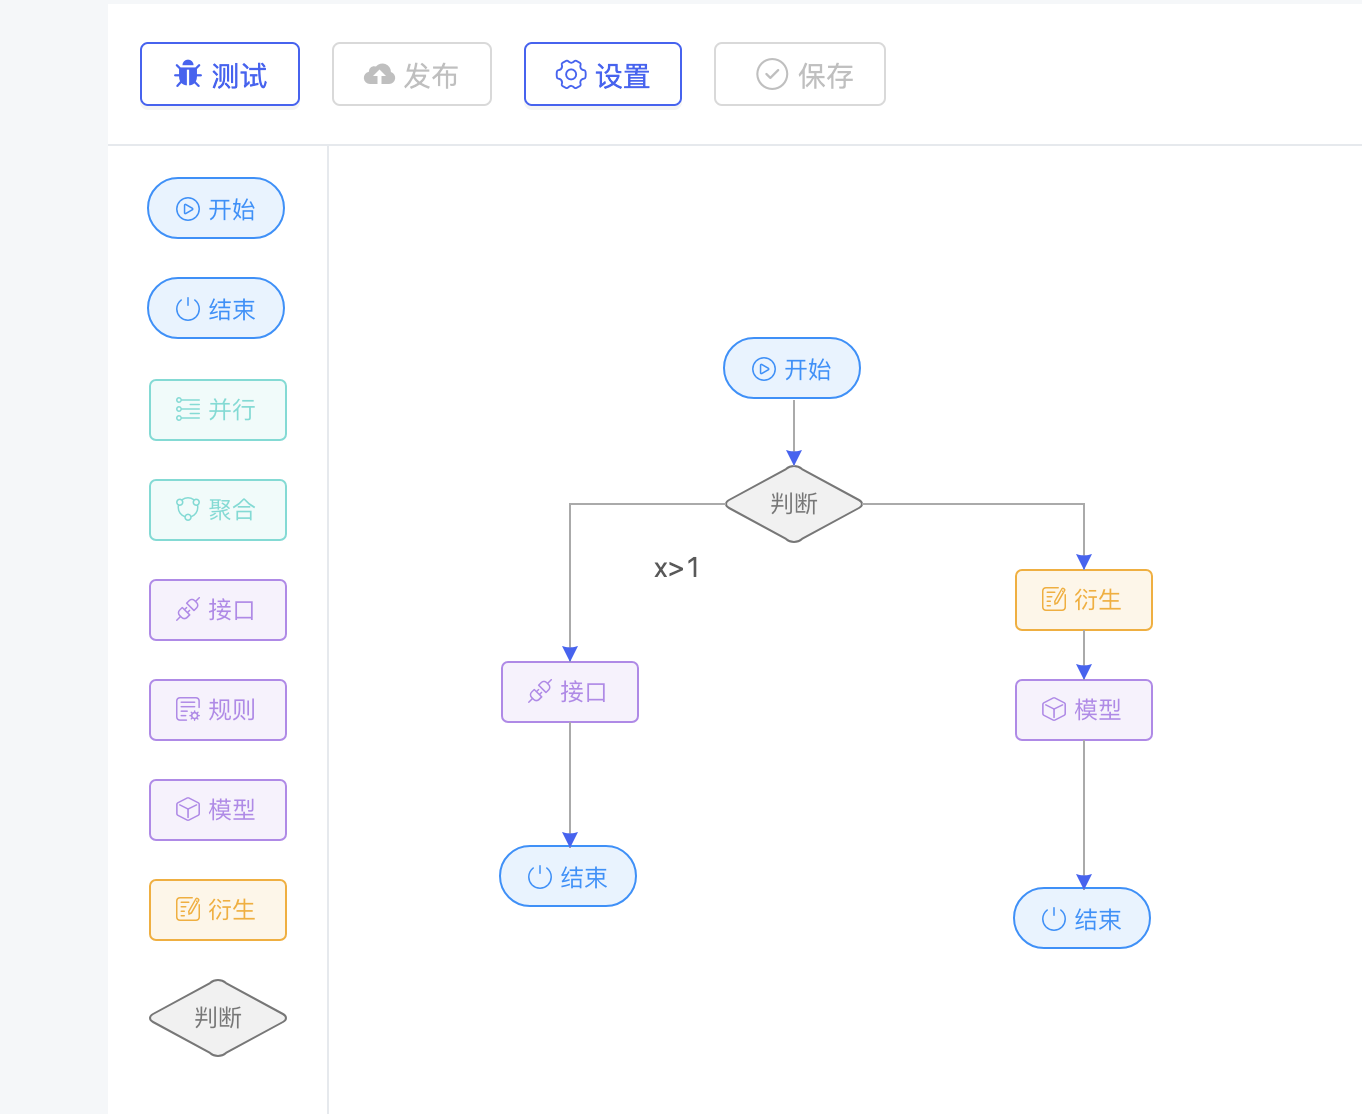 测试
发布
设置
保存
开始
结束
并行
聚合
接口
规则
模型
衍生
判断
开始
判断
x>1
衍生
接口
模型
结束
结束